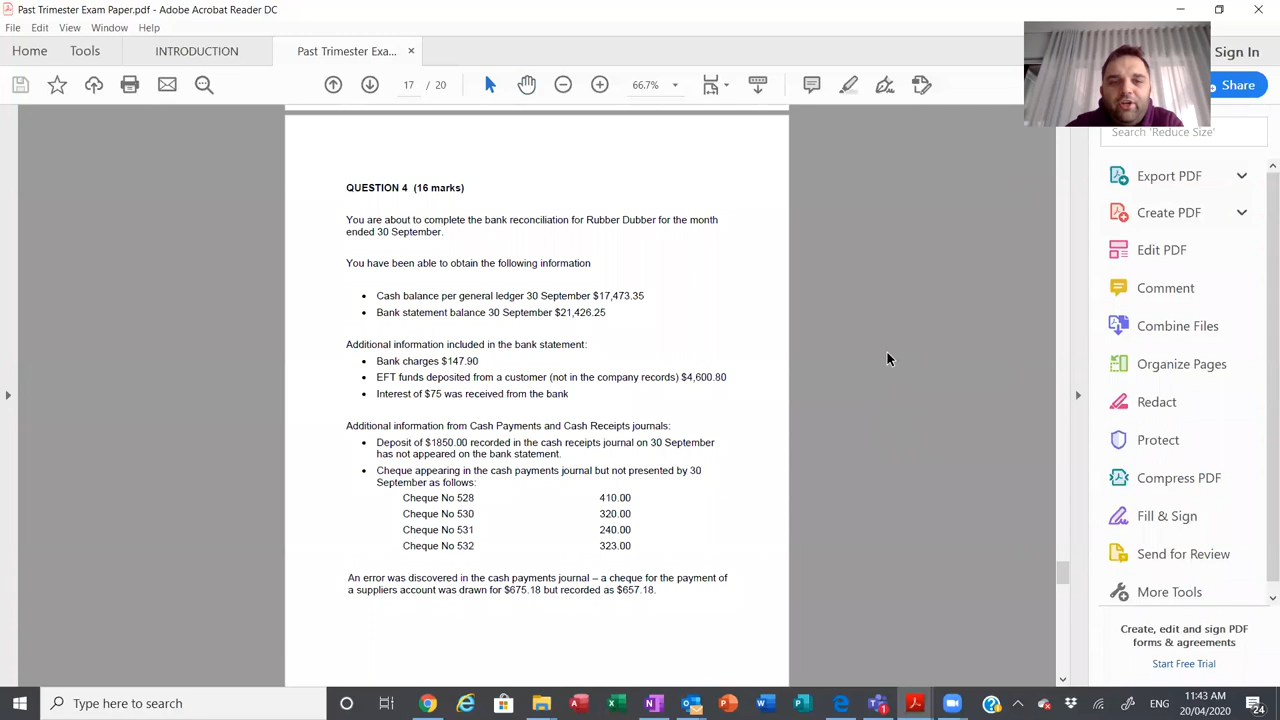 Past Trimester Exam Paper.pdf - Adobe Acrobat Reader DC
File Edit View Window Help
Home Tools INTRODUCTION Past Trimester Exa... × Sign In
17 / 20 66.7% Share
Search 'Reduce Size'
QUESTION 4 (16 marks)
You are about to complete the bank reconciliation for Rubber Dubber for the month
ended 30 September.
You have been able to obtain the following information
• Cash balance per general ledger 30 September $17,473.35
• Bank statement balance 30 September $21,426.25
Additional information included in the bank statement:
• Bank charges $147.90
• EFT funds deposited from a customer (not in the company records) $4,600.80
• Interest of $75 was received from the bank
Additional information from Cash Payments and Cash Receipts journals:
• Deposit of $1850.00 recorded in the cash receipts journal on 30 September
has not appeared on the bank statement.
• Cheque appearing in the cash payments journal but not presented by 30
September as follows:
Cheque No 528 410.00
Cheque No 530 320.00
Cheque No 531 240.00
Cheque No 532 323.00
An error was discovered in the cash payments journal – a cheque for the payment of
a suppliers account was drawn for $675.18 but recorded as $657.18.
Export PDF
Create PDF
Edit PDF
Comment
Combine Files
Organize Pages
Redact
Protect
Compress PDF
Fill & Sign
Send for Review
More Tools
Create, edit and sign PDF
forms & agreements
Start Free Trial
Type here to search
ENG
11:43 AM
20/04/2020
24